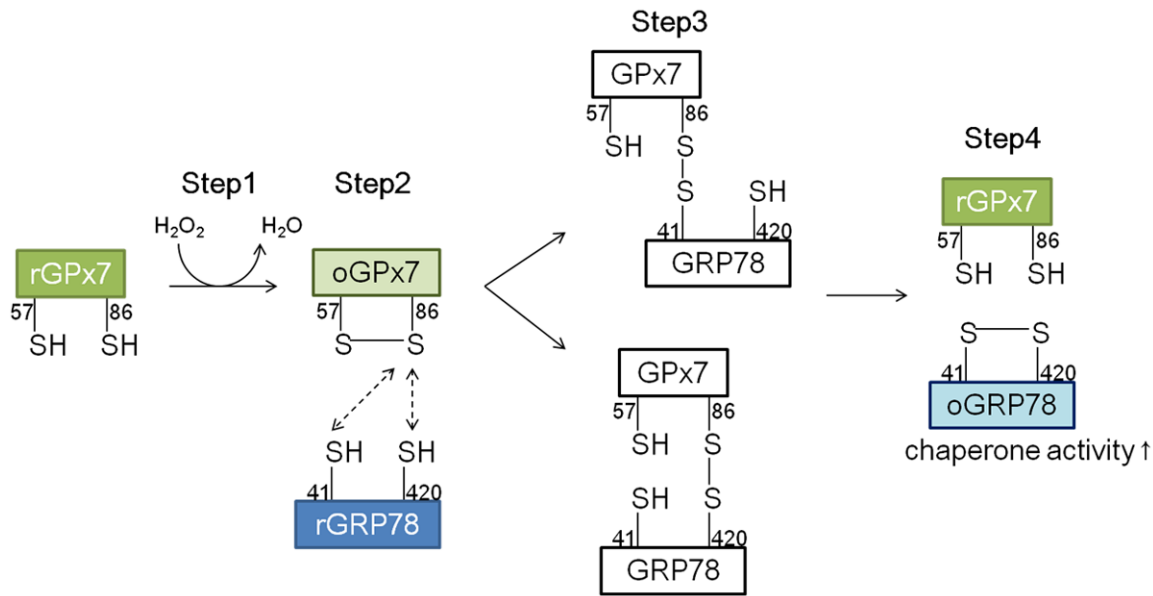 Step1
H₂O₂ H₂O
rGPx7
57 86
SH SH
Step2
oGPx7
57 86
S S
SH SH
41 420
rGRP78
Step3
GPx7
57 86
SH S
S SH
41 420
GRP78
GPx7
57 86
SH S
SH S
41 420
GRP78
Step4
rGPx7
57 86
SH SH
S S
41 420
oGRP78
chaperone activity ↑